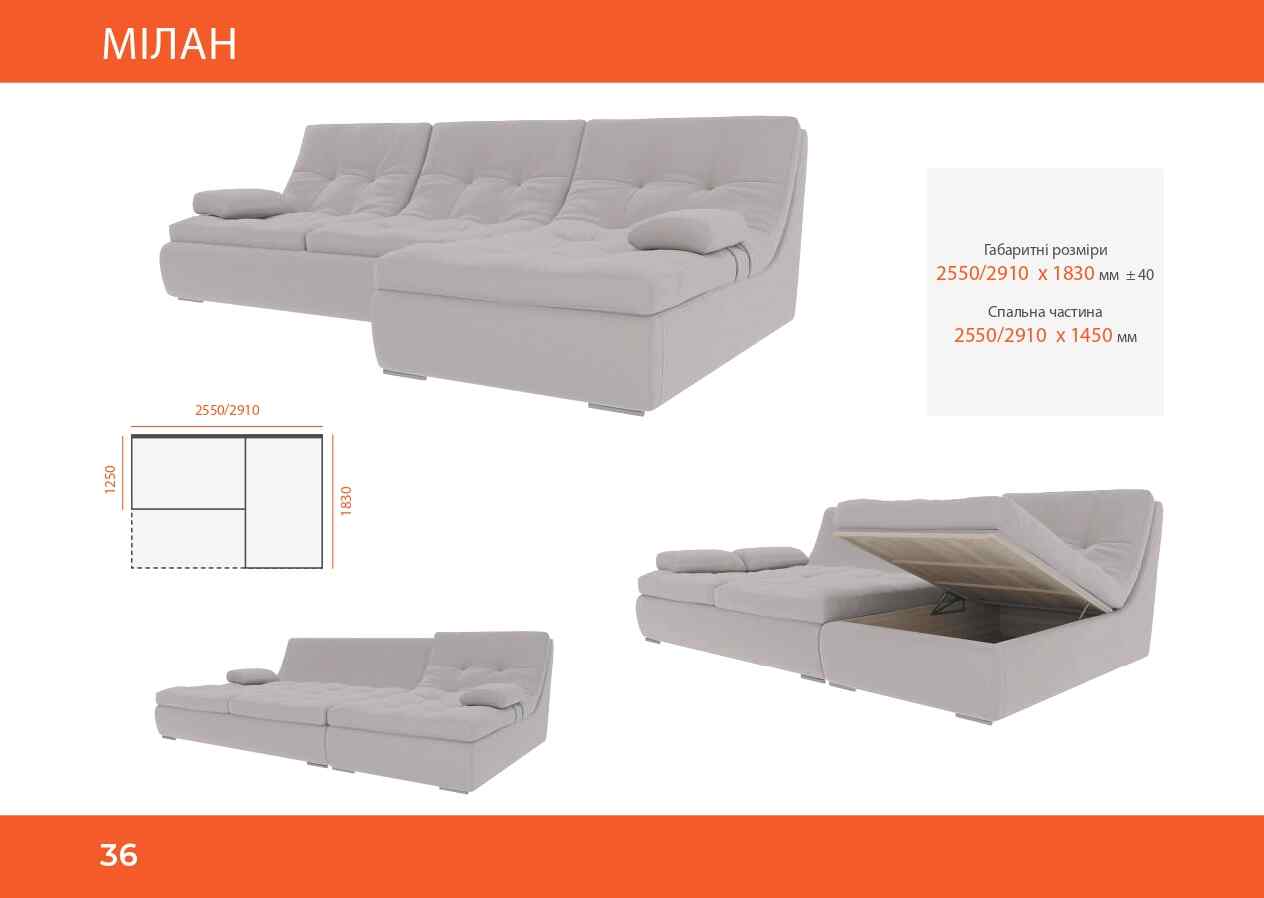 МІЛАН
Габаритні розміри
2550/2910 x 1830 мм ±40
Спальна частина
2550/2910 x 1450 мм
2550/2910
1250
1830
36